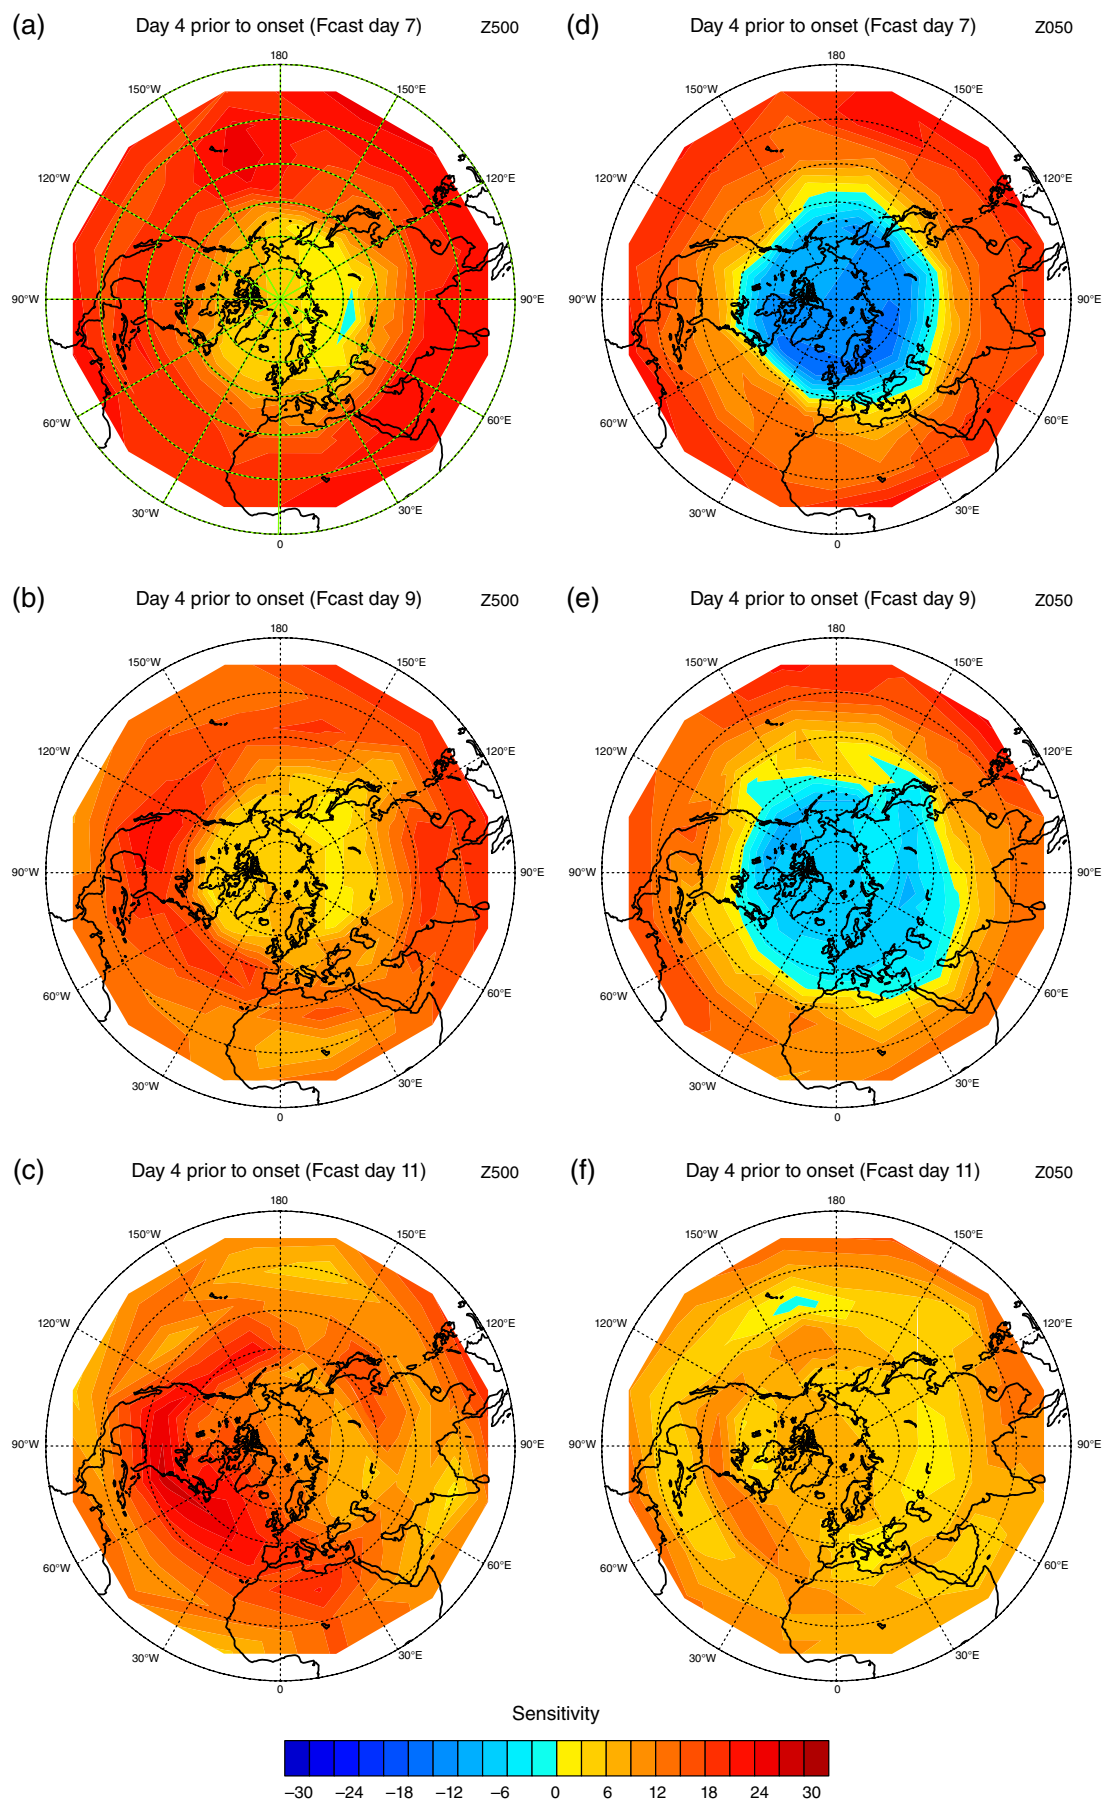 (a) Day 4 prior to onset (Fcast day 7) Z500
180
150°W 150°E
120°W 120°E
90°W 90°E
60°W 60°E
30°W 30°E
0
(d) Day 4 prior to onset (Fcast day 7) Z050
180
150°W 150°E
120°W 120°E
90°W 90°E
60°W 60°E
30°W 30°E
0
(b) Day 4 prior to onset (Fcast day 9) Z500
180
150°W 150°E
120°W 120°E
90°W 90°E
60°W 60°E
30°W 30°E
0
(e) Day 4 prior to onset (Fcast day 9) Z050
180
150°W 150°E
120°W 120°E
90°W 90°E
60°W 60°E
30°W 30°E
0
(c) Day 4 prior to onset (Fcast day 11) Z500
180
150°W 150°E
120°W 120°E
90°W 90°E
60°W 60°E
30°W 30°E
0
(f) Day 4 prior to onset (Fcast day 11) Z050
180
150°W 150°E
120°W 120°E
90°W 90°E
60°W 60°E
30°W 30°E
0
Sensitivity
−30 −24 −18 −12 −6 0 6 12 18 24 30